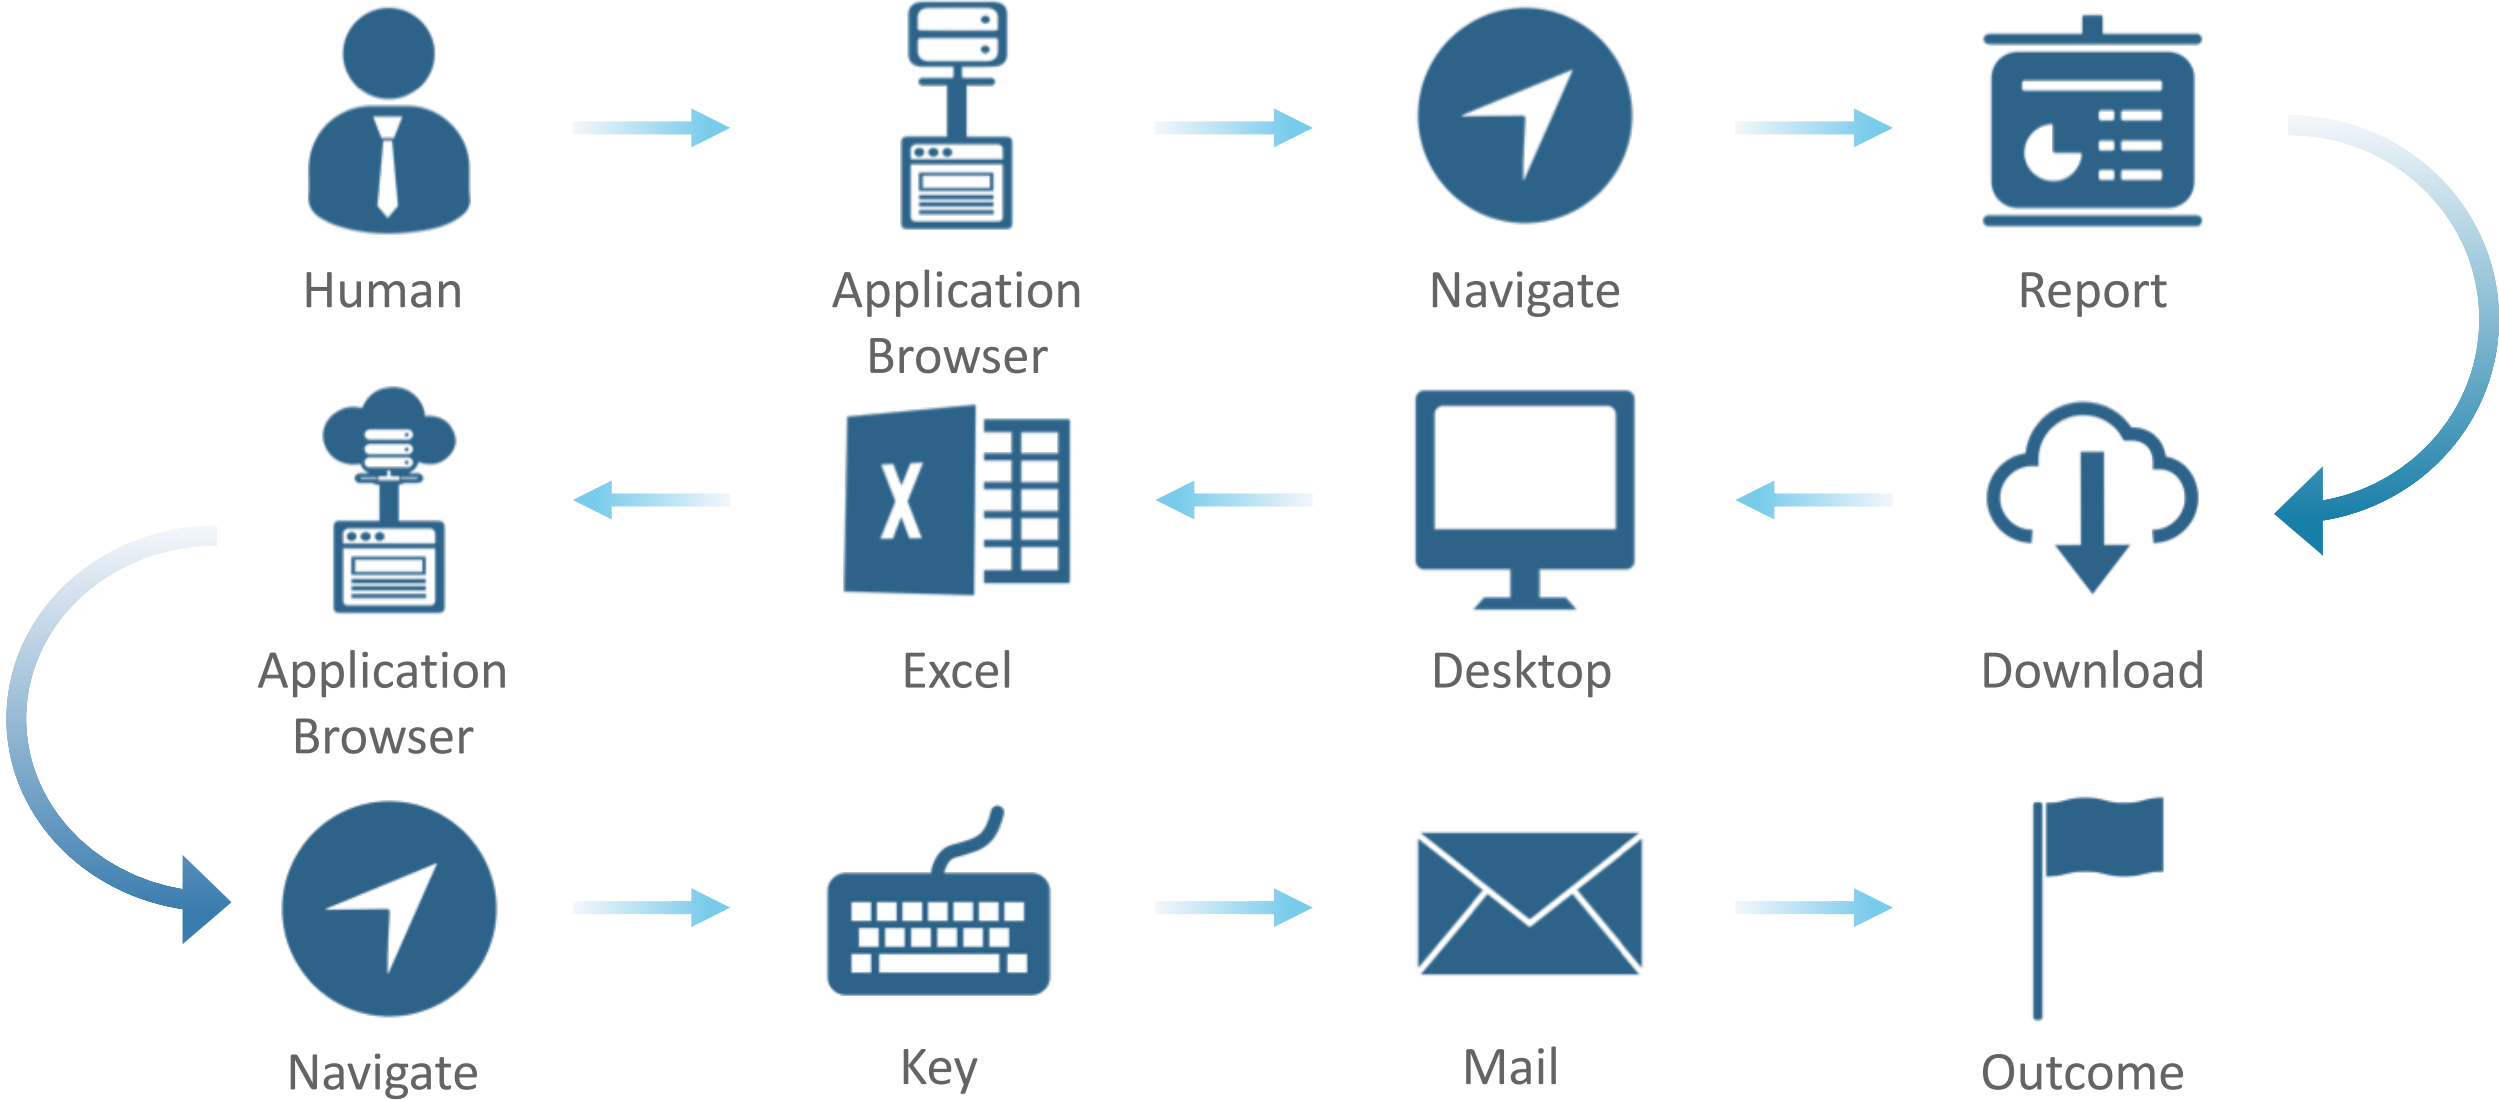 Human
Application
Browser
Navigate
Report
Application
Browser
Excel
X
Desktop
Download
Navigate
Key
Mail
Outcome